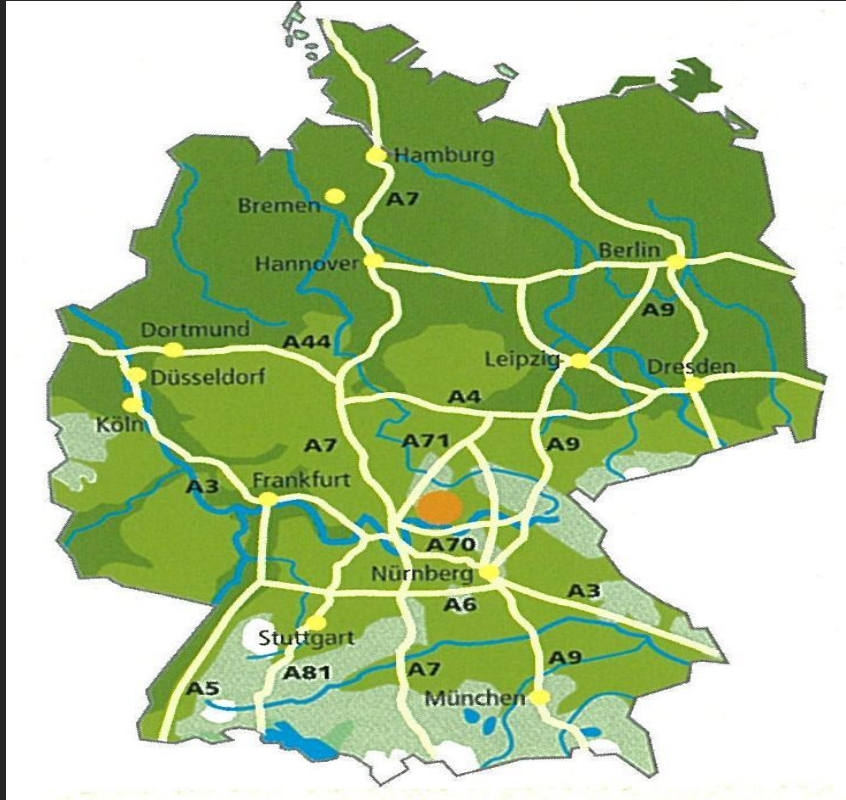 Hamburg
A7
Bremen
Hannover
Berlin
A9
Dortmund
A44
Leipzig
Dresden
Düsseldorf
A4
Köln
A7
A71
A9
A3
Frankfurt
A70
Nürnberg
A3
A6
Stuttgart
A81
A7
A9
A5
München